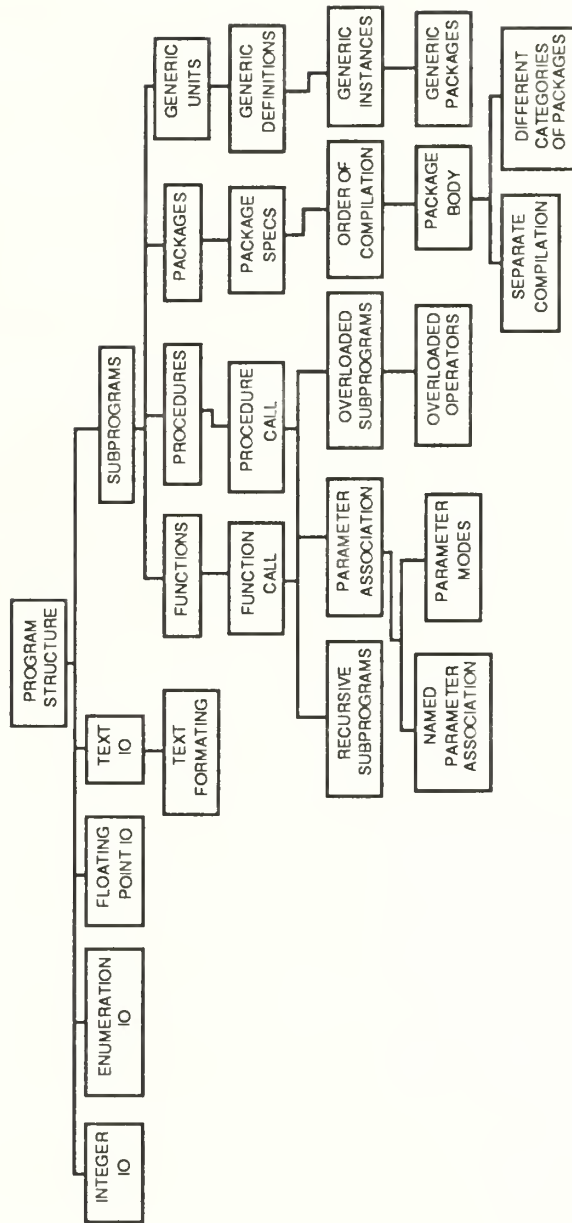 PROGRAM
STRUCTURE
INTEGER
IO
ENUMERATION
IO
FLOATING
POINT IO
TEXT
IO
SUBPROGRAMS
TEXT
FORMATING
FUNCTIONS
PROCEDURES
PACKAGES
GENERIC
UNITS
FUNCTION
CALL
PROCEDURE
CALL
PACKAGE
SPECS
GENERIC
DEFINITIONS
RECURSIVE
SUBPROGRAMS
PARAMETER
ASSOCIATION
OVERLOADED
SUBPROGRAMS
ORDER OF
COMPILATION
GENERIC
INSTANCES
NAMED
PARAMETER
ASSOCIATION
PARAMETER
MODES
OVERLOADED
OPERATORS
PACKAGE
BODY
GENERIC
PACKAGES
SEPARATE
COMPILATION
DIFFERENT
CATEGORIES
OF PACKAGES